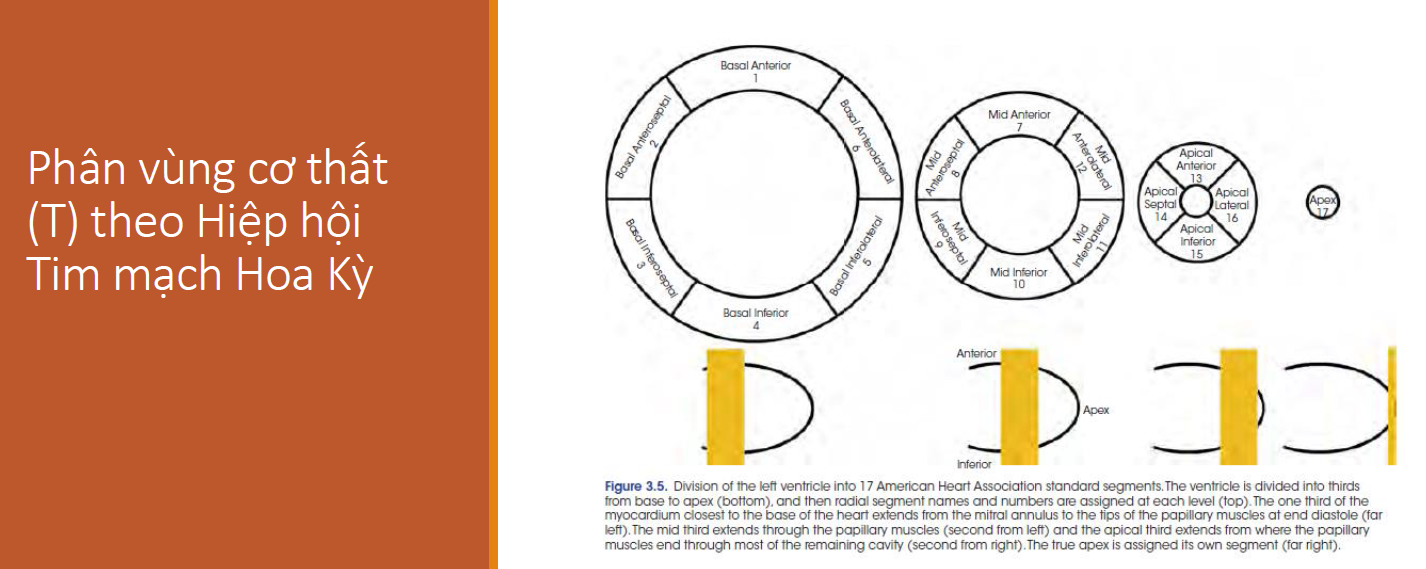 Phân vùng cơ thất
(T) theo Hiệp hội
Tim mạch Hoa Kỳ
Basal Anterior
1
Basal Anteroseptal
2
Basal Anterolateral
6
Basal Inferoseptal
3
Basal Inferolateral
5
Basal Inferior
4
Mid Anterior
7
Mid
Anteroseptal
8
Mid
Anterolateral
12
Mid
Inferoseptal
9
Mid
Inferolateral
11
Mid Inferior
10
Apical
Anterior
13
Apical
Septal
14
Apical
Lateral
16
Apical
Inferior
15
Apex
17
Anterior
Apex
Inferior
Figure 3.5. Division of the left ventricle into 17 American Heart Association standard segments. The ventricle is divided into thirds
from base to apex (bottom), and then radial segment names and numbers are assigned at each level (top). The one third of the
myocardium closest to the base of the heart extends from the mitral annulus to the tips of the papillary muscles at end diastole (far
left). The mid third extends through the papillary muscles (second from left) and the apical third extends from where the papillary
muscles end through most of the remaining cavity (second from right). The true apex is assigned its own segment (far right).